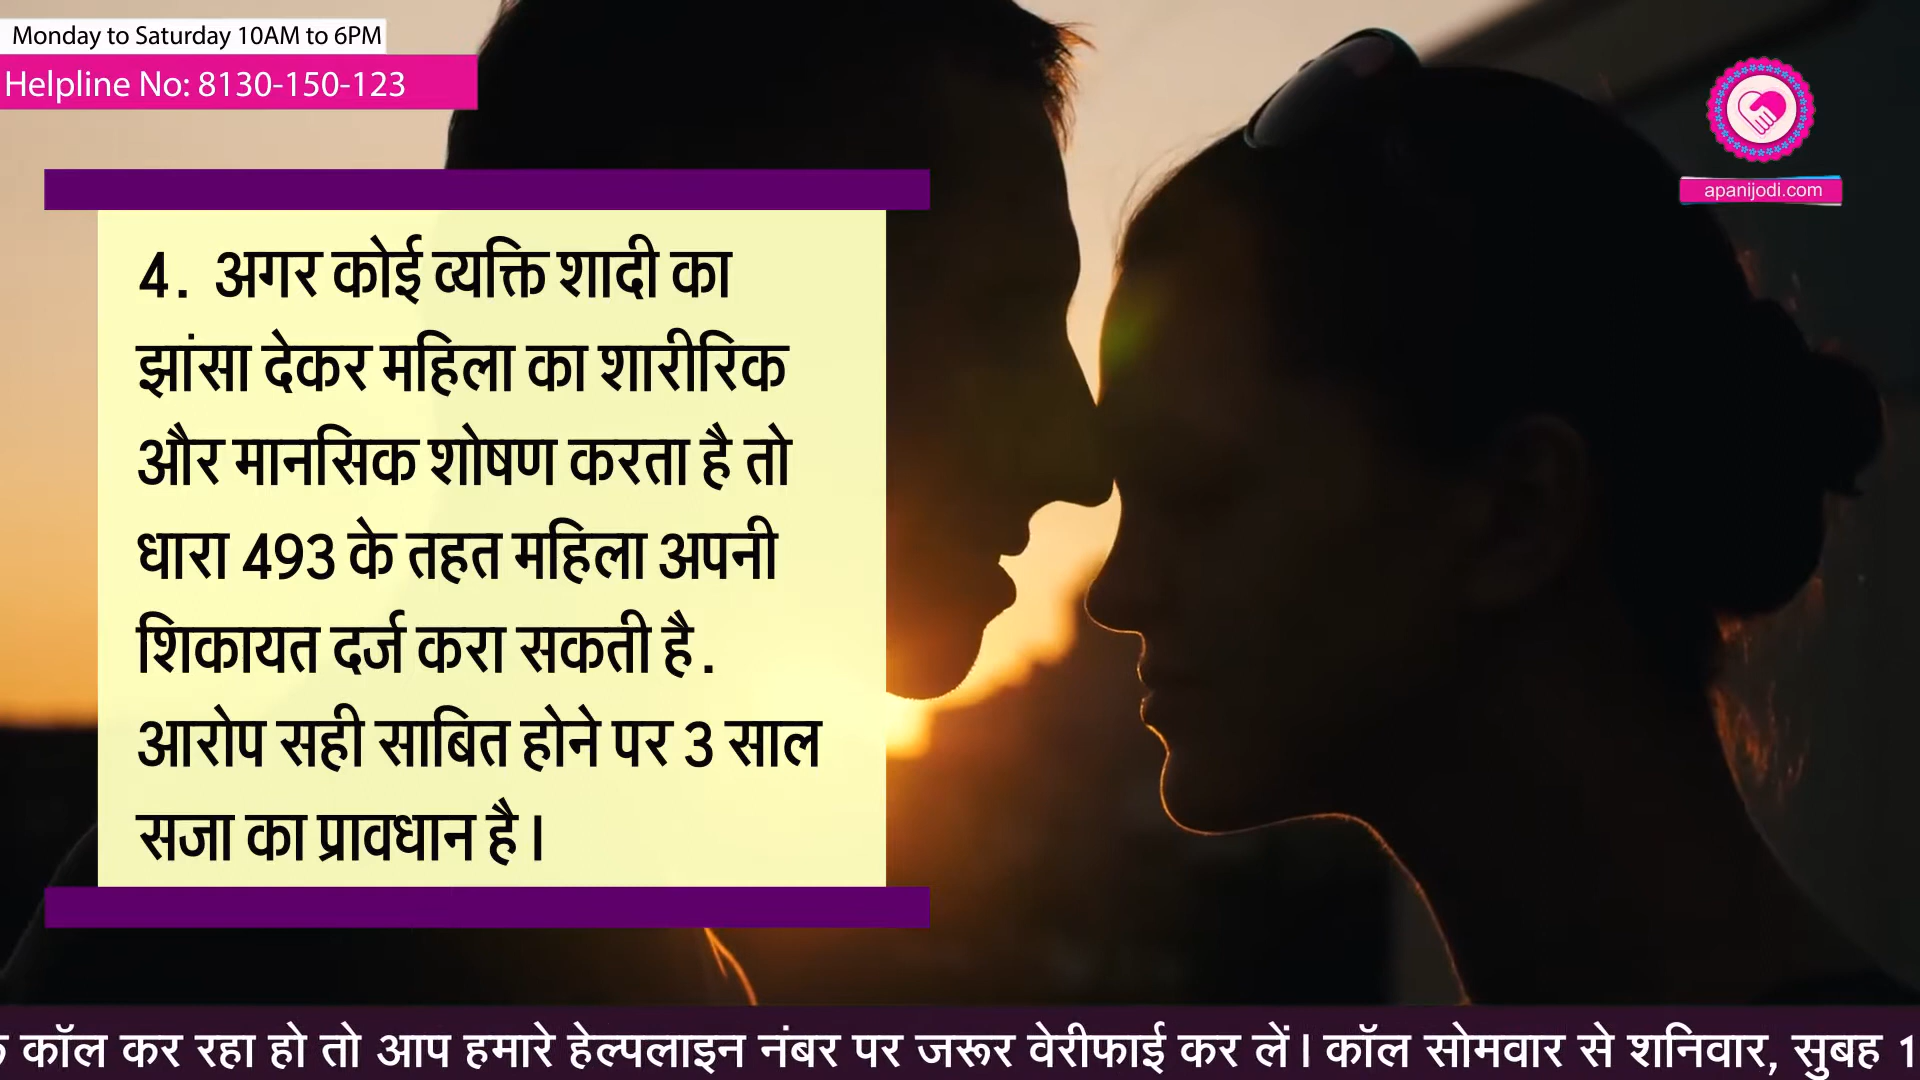 Monday to Saturday 10AM to 6PM
Helpline No: 8130-150-123
apanijodi.com
4. अगर कोई व्यक्ति शादी का
झांसा देकर महिला का शारीरिक
और मानसिक शोषण करता है तो
धारा 493 के तहत महिला अपनी
शिकायत दर्ज करा सकती है.
आरोप सही साबित होने पर 3 साल
सजा का प्रावधान है।
कॉल कर रहा हो तो आप हमारे हेल्पलाइन नंबर पर जरूर वेरीफाई कर लें। कॉल सोमवार से शनिवार, सुबह 1